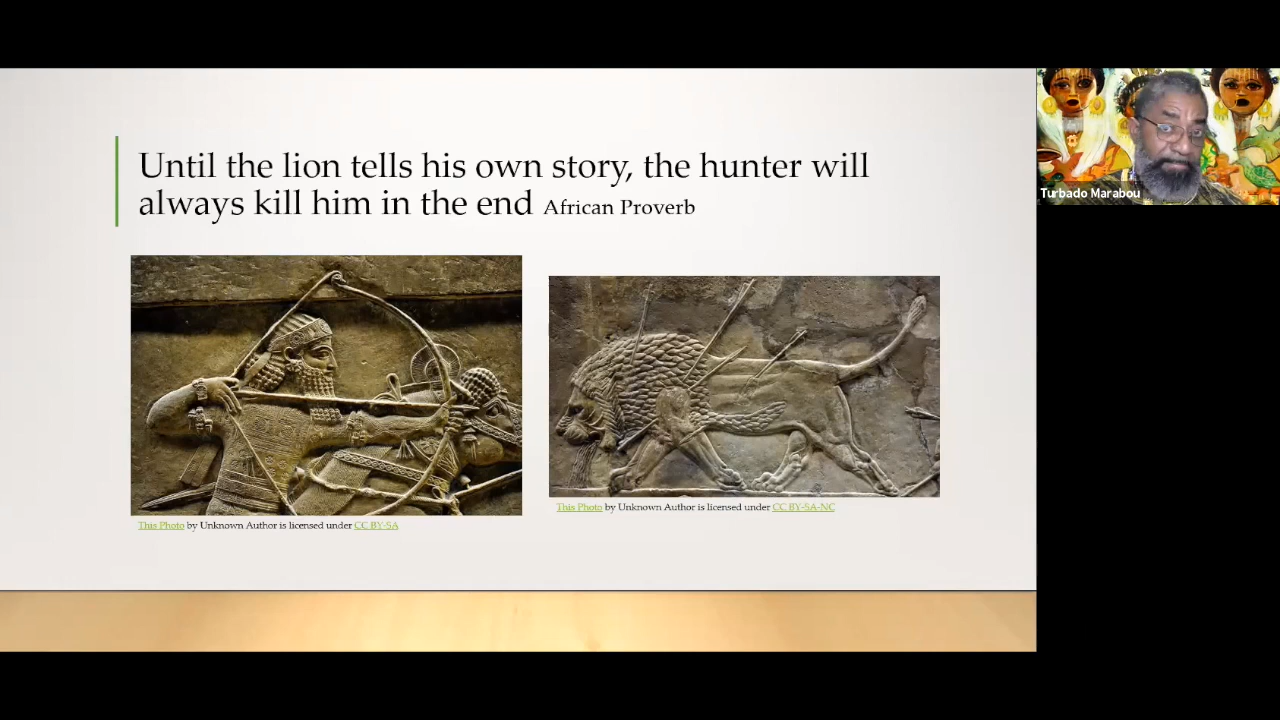 Until the lion tells his own story, the hunter will
always kill him in the end African Proverb
This Photo by Unknown Author is licensed under CC BY-SA
This Photo by Unknown Author is licensed under CC BY-SA-NC
Turbado Marabou